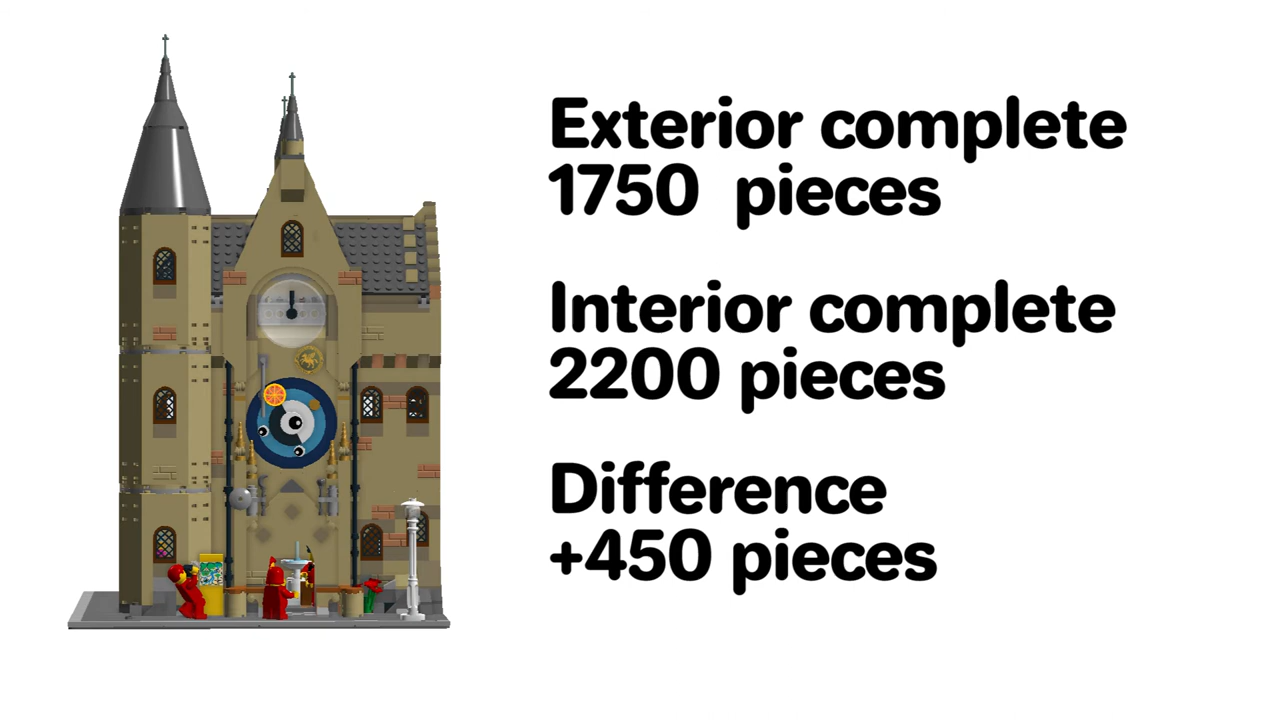 Exterior complete
1750  pieces
Interior complete
2200 pieces
Difference
+450 pieces